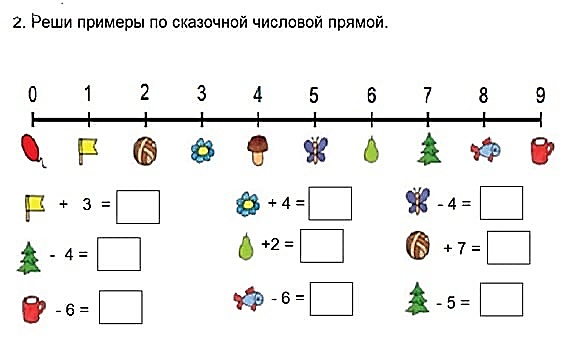 2. Реши примеры по сказочной числовой прямой.
0 1 2 3 4 5 6 7 8 9
+ 3 = + 4 = - 4 =
- 4 = +2 = + 7 =
- 6 = - 6 = - 5 =